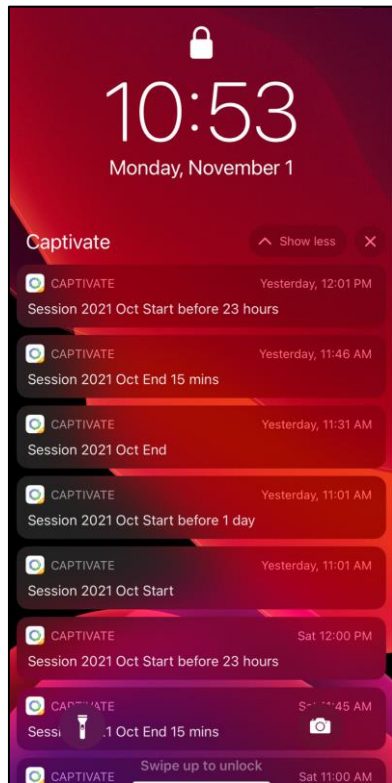 10:53
Monday, November 1
Captivate
Show less
CAPTIVATE Yesterday, 12:01 PM
Session 2021 Oct Start before 23 hours
CAPTIVATE Yesterday, 11:46 AM
Session 2021 Oct End 15 mins
CAPTIVATE Yesterday, 11:31 AM
Session 2021 Oct End
CAPTIVATE Yesterday, 11:01 AM
Session 2021 Oct Start before 1 day
CAPTIVATE Yesterday, 11:01 AM
Session 2021 Oct Start
CAPTIVATE Sat 12:00 PM
Session 2021 Oct Start before 23 hours
CAPTIVATE :45 AM
1 Oct End 15 mins
Swipe up to unlock
CAPTIVATE Sat 11:00 AM